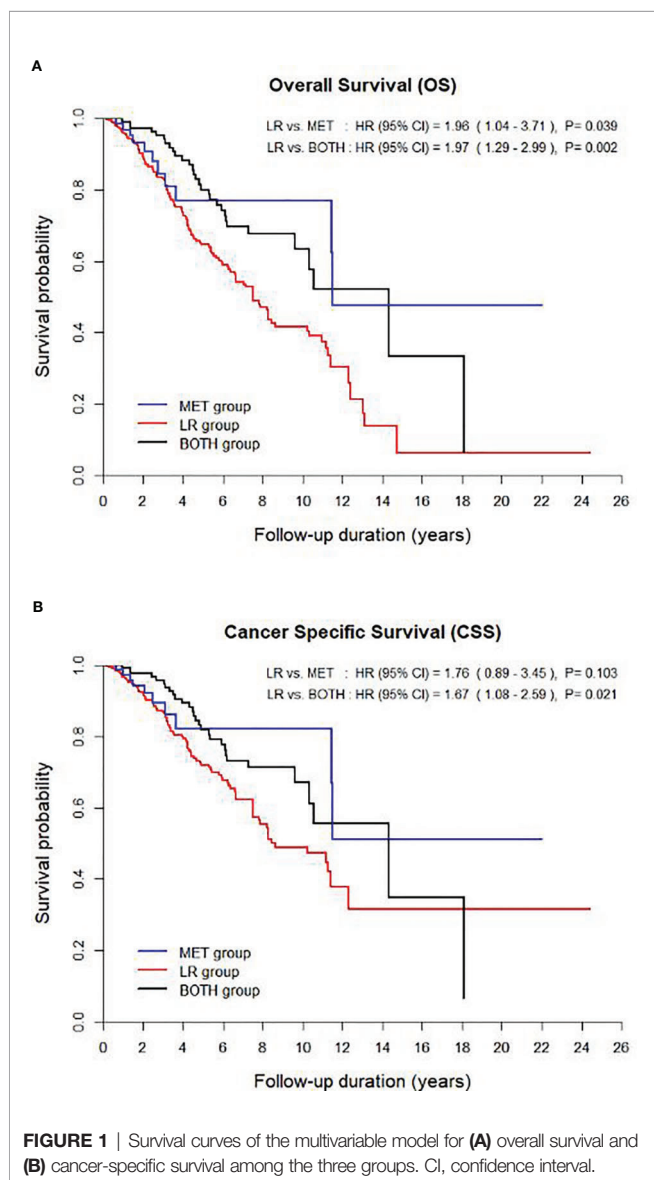 A
Overall Survival (OS)
LR vs. MET : HR (95% CI) = 1.96 ( 1.04 - 3.71 ), P= 0.039
LR vs. BOTH : HR (95% CI) = 1.97 ( 1.29 - 2.99 ), P= 0.002
1.0
0.8
0.6
0.4
0.2
0.0
Survival probability
MET group
LR group
BOTH group
0 2 4 6 8 10 12 14 16 18 20 22 24 26
Follow-up duration (years)
B
Cancer Specific Survival (CSS)
LR vs. MET : HR (95% CI) = 1.76 ( 0.89 - 3.45 ), P= 0.103
LR vs. BOTH : HR (95% CI) = 1.67 ( 1.08 - 2.59 ), P= 0.021
1.0
0.8
0.6
0.4
0.2
0.0
Survival probability
MET group
LR group
BOTH group
0 2 4 6 8 10 12 14 16 18 20 22 24 26
Follow-up duration (years)
FIGURE 1 | Survival curves of the multivariable model for (A) overall survival and
(B) cancer-specific survival among the three groups. CI, confidence interval.